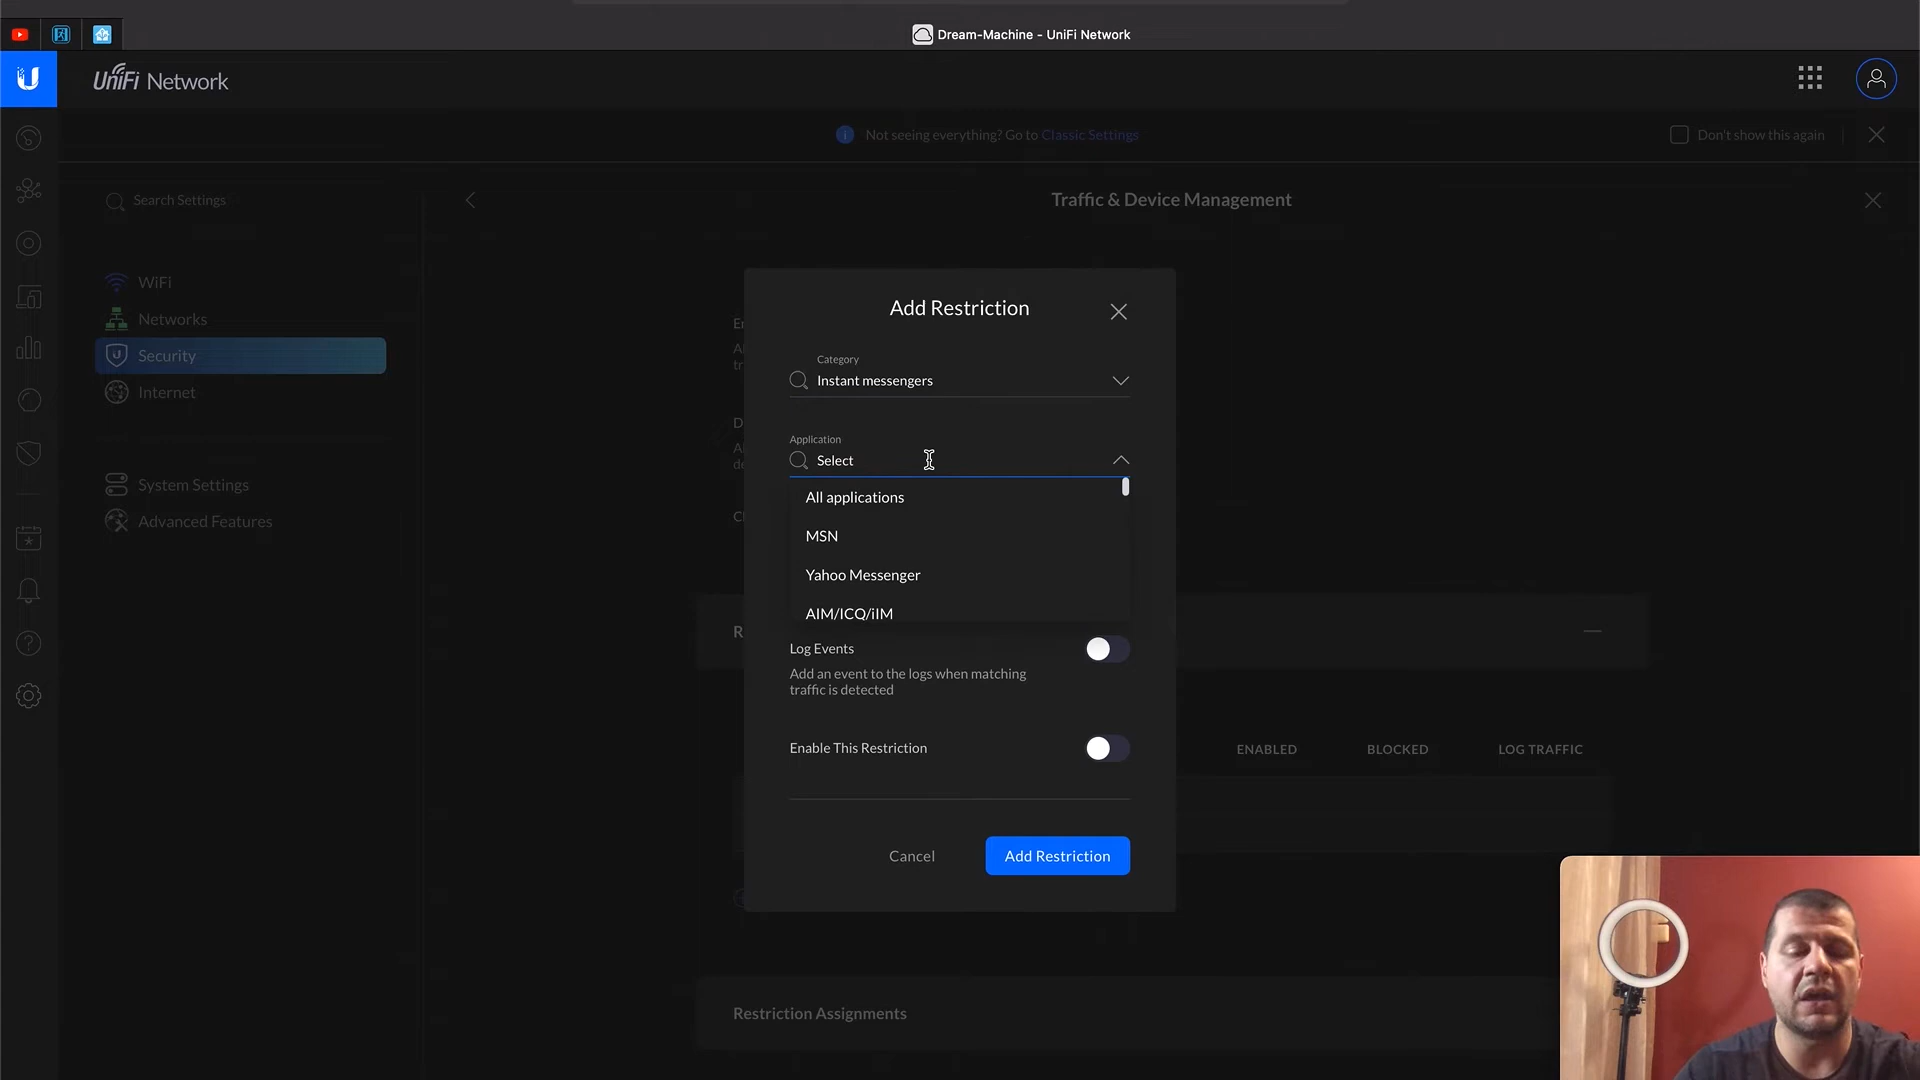 Dream-Machine - UniFi Network
UniFi Network
Not seeing everything? Go to Classic Settings
Don't show this again
Search Settings
Traffic & Device Management
WiFi
Networks
Security
Internet
System Settings
Advanced Features
Add Restriction
Category
Instant messengers
Application
Select
All applications
MSN
Yahoo Messenger
AIM/ICQ/iIM
Log Events
Add an event to the logs when matching
traffic is detected
Enable This Restriction
ENABLED
BLOCKED
LOG TRAFFIC
Cancel
Add Restriction
Restriction Assignments